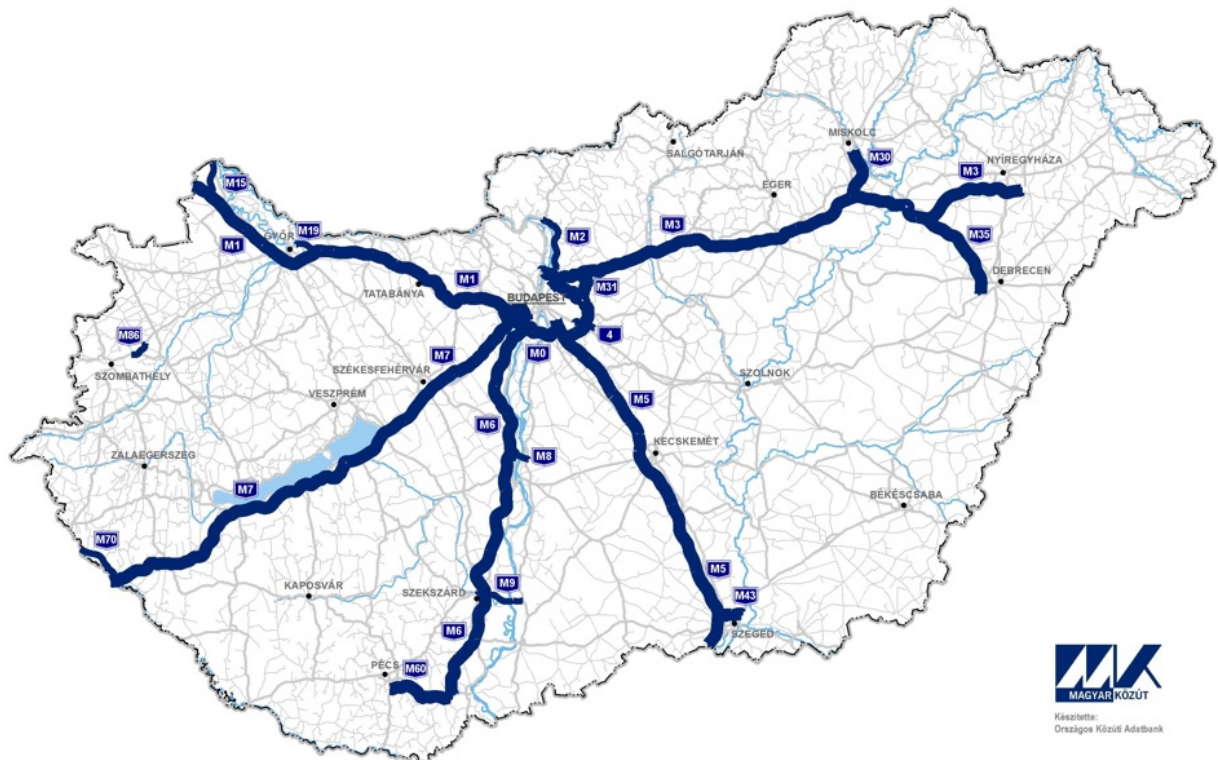 MISKOLC
SALGÓTARJÁN
M30
NYÍREGYHÁZA
M3
M15
EGER
M19
GYŐR
M2
M3
M35
M1
M1
DEBRECEN
TATABÁNYA
M31
BUDAPEST
M86
4
M0
M7
SZOMBATHELY
SZÉKESFEHÉRVÁR
SZOLNOK
VESZPRÉM
M5
M6
KECSKEMÉT
ZALAEGERSZEG
M8
M7
BÉKÉSCSABA
M70
M5
KAPOSVÁR
M9
SZEKSZÁRD
M43
M6
SZEGED
PÉCS
M60
MK
MAGYAR KÖZÚT
Készítette:
Országos Közúti Adatbank